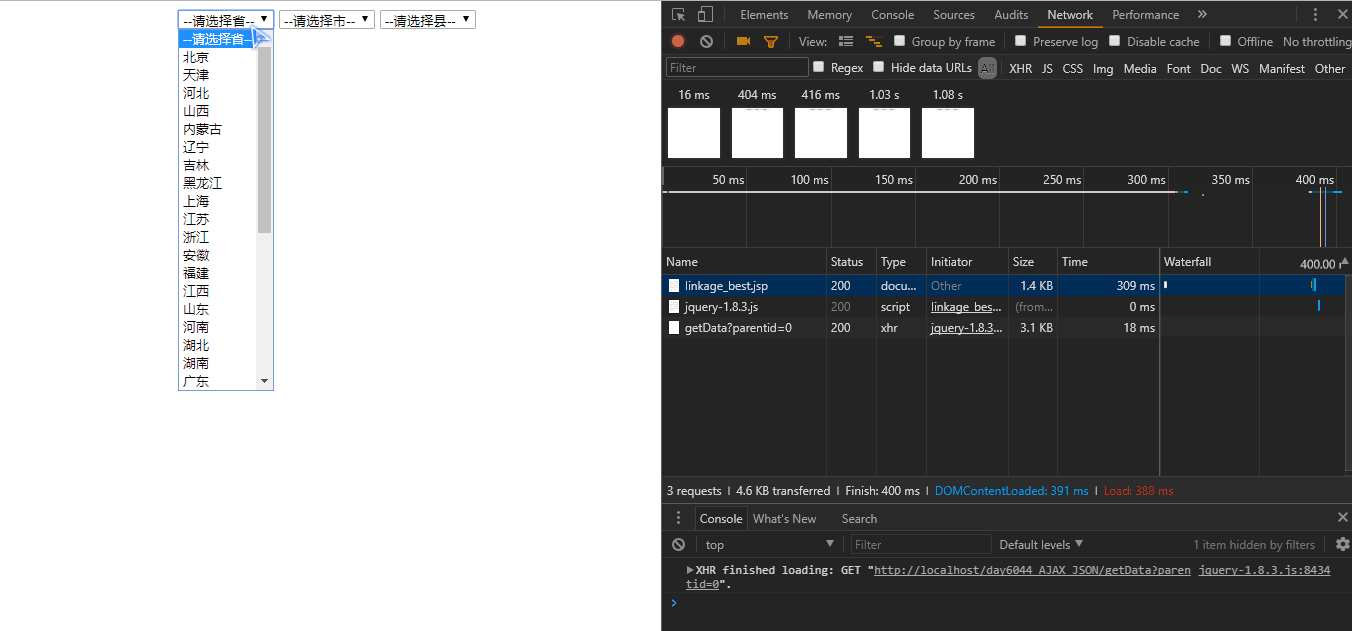 --请选择省-- --请选择市-- --请选择县--
--请选择省--
北京
天津
河北
山西
内蒙古
辽宁
吉林
黑龙江
上海
江苏
浙江
安徽
福建
江西
山东
河南
湖北
湖南
广东
Elements Memory Console Sources Audits Network Performance
View: Group by frame Preserve log Disable cache Offline No throttling
Filter Regex Hide data URLs All XHR JS CSS Img Media Font Doc WS Manifest Other
16 ms 404 ms 416 ms 1.03 s 1.08 s
50 ms 100 ms 150 ms 200 ms 250 ms 300 ms 350 ms 400 ms
Name Status Type Initiator Size Time Waterfall 400.00
linkage_best.jsp 200 docu... Other 1.4 KB 309 ms
jquery-1.8.3.js 200 script linkage_bes... (from... 0 ms
getData?parentid=0 200 xhr jquery-1.8.3... 3.1 KB 18 ms
3 requests | 4.6 KB transferred | Finish: 400 ms | DOMContentLoaded: 391 ms | Load: 388 ms
Console What's New Search
top Filter Default levels 1 item hidden by filters
XHR finished loading: GET "http://localhost/day6044_AJAX_JSON/getData?paren jquery-1.8.3.js:8434
tid=0".